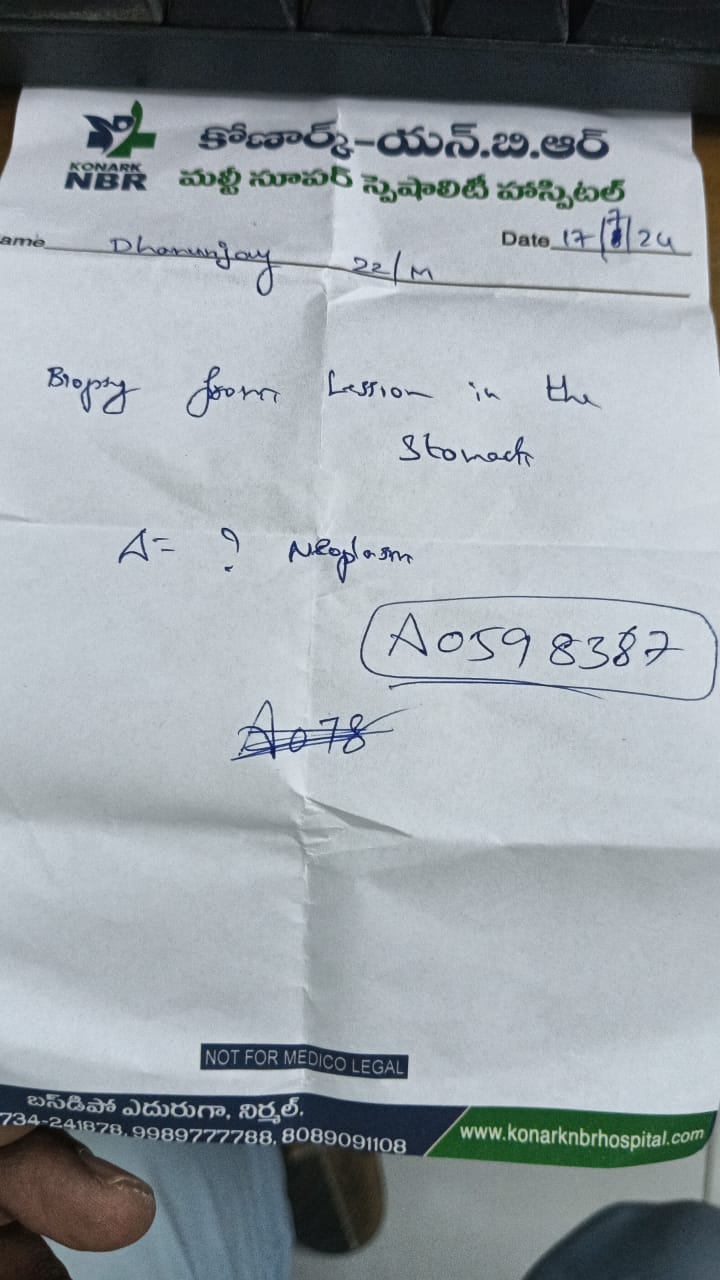 కోణార్క్-యన్.బి.ఆర్
KONARK
NBR
మల్టీ సూపర్ స్పెషాలిటీ హాస్పిటల్
ame Dhanunjay 22/M
Date 17/7/24
Biopsy from Lession in the
Stomach
Δ= ? Neoplasm
A0598387
A078
NOT FOR MEDICO LEGAL
బస్‌డిపో ఎదురుగా, నిర్మల్.
734-241878, 9989777788, 8089091108
www.konarknbrhospital.com